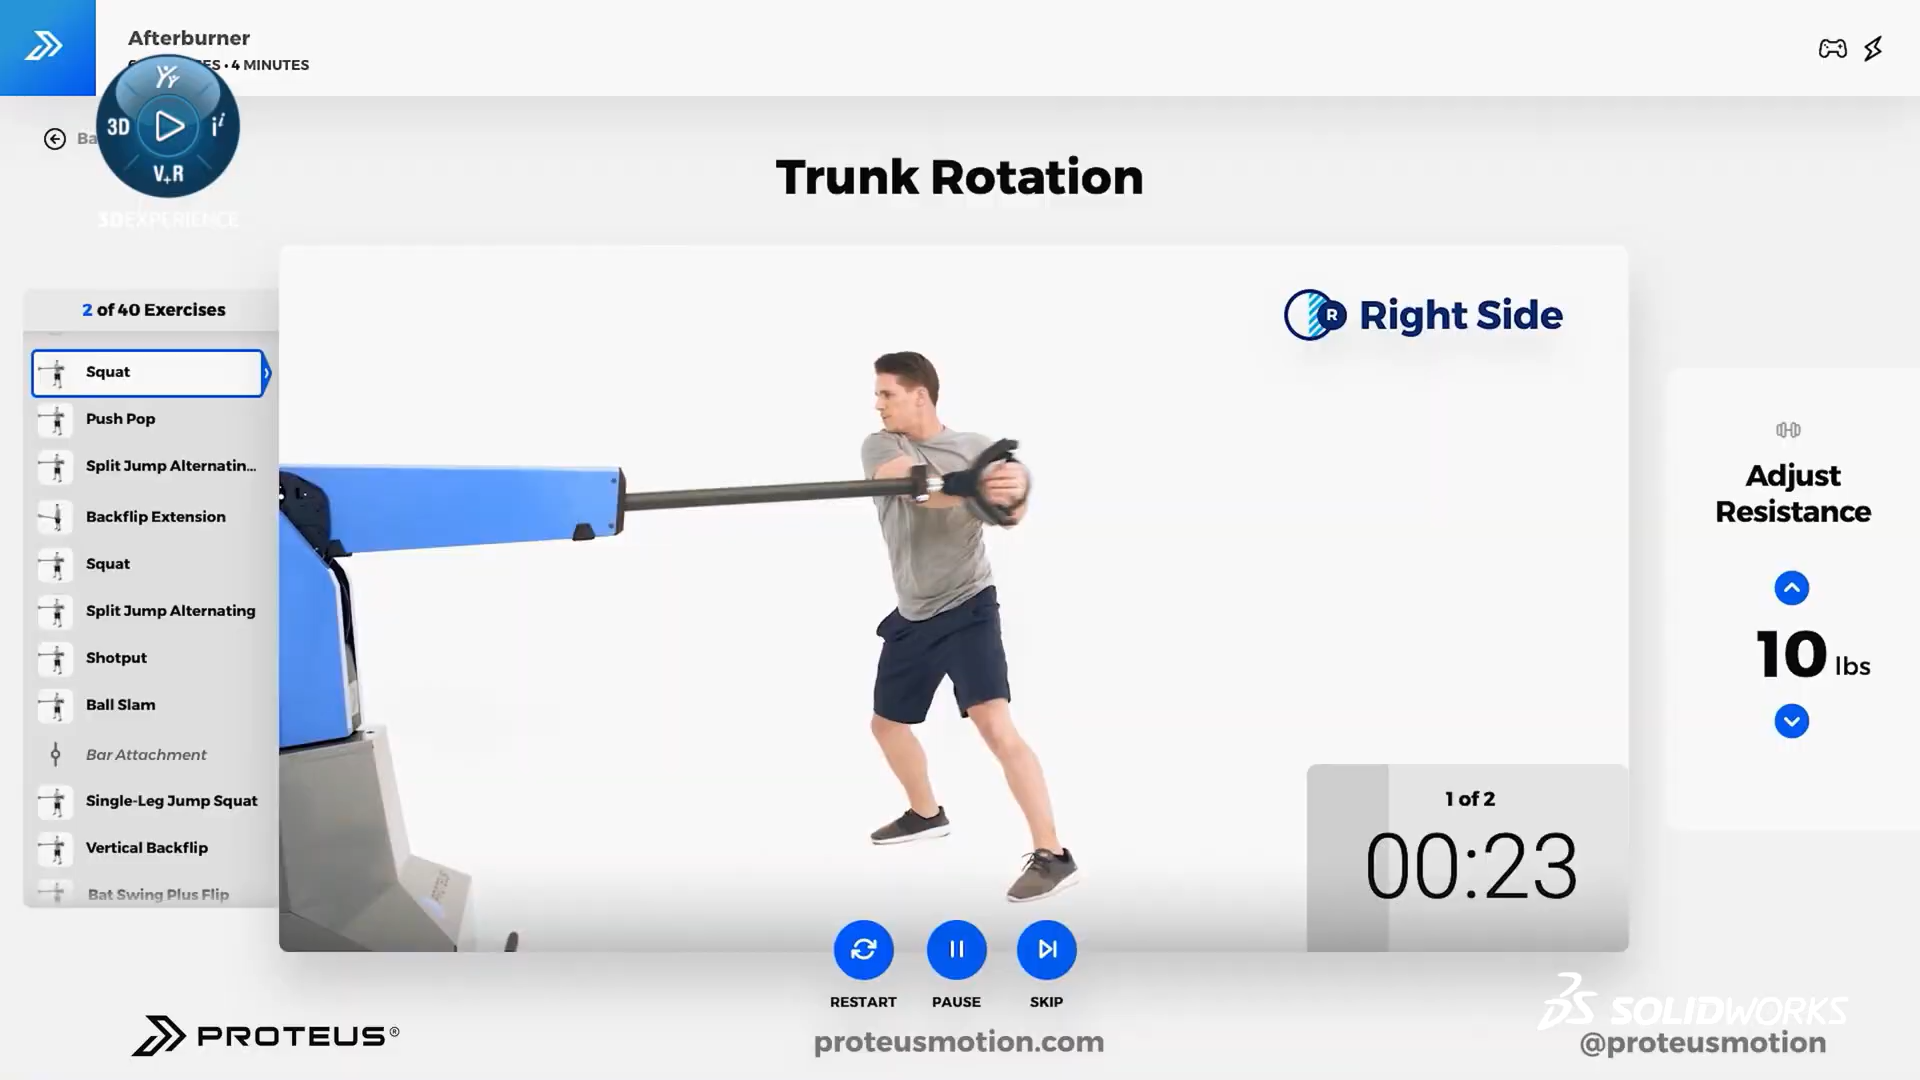 Afterburner
ES • 4 MINUTES
3D
V+R
3DEXPERIENCE
Ba
Trunk Rotation
2 of 40 Exercises
Squat
Push Pop
Split Jump Alternatin...
Backflip Extension
Squat
Split Jump Alternating
Shotput
Ball Slam
Bar Attachment
Single-Leg Jump Squat
Vertical Backflip
Bat Swing Plus Flip
R Right Side
Adjust
Resistance
10 lbs
1 of 2
00:23
RESTART
PAUSE
SKIP
PROTEUS®
proteusmotion.com
SOLIDWORKS
@proteusmotion